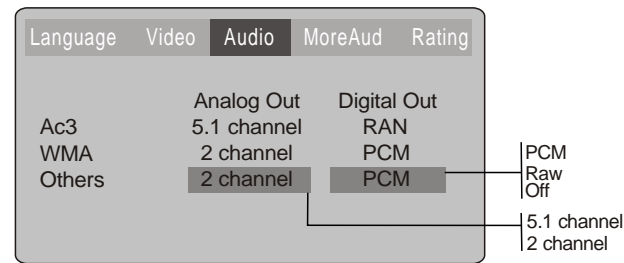 Language Video Audio MoreAud Rating
Analog Out Digital Out
Ac3 5.1 channel RAN
WMA 2 channel PCM
Others 2 channel PCM
PCM
Raw
Off
5.1 channel
2 channel